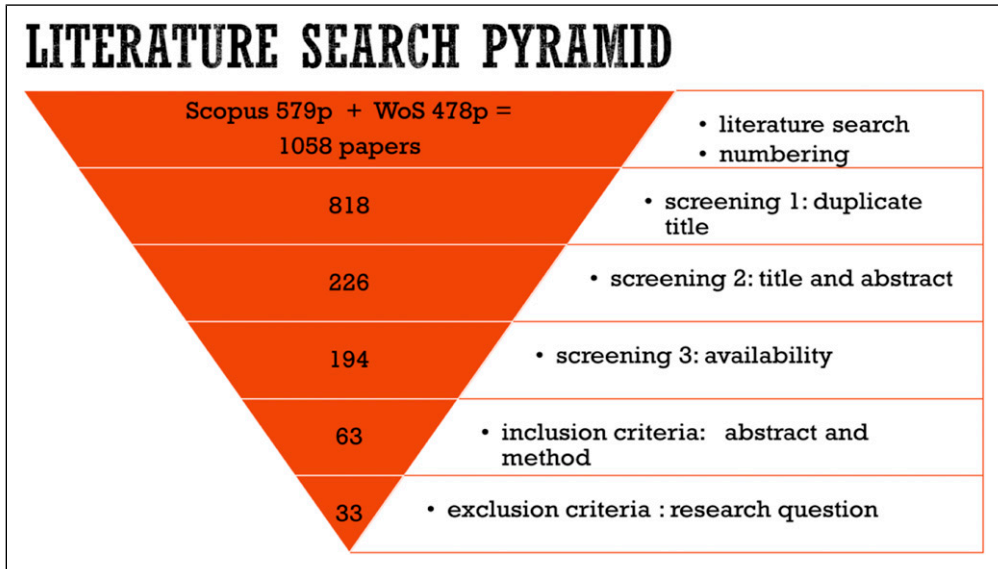 LITERATURE SEARCH PYRAMID
Scopus 579p + WoS 478p =
1058 papers
• literature search
• numbering
818
• screening 1: duplicate
title
226
• screening 2: title and abstract
194
• screening 3: availability
63
• inclusion criteria: abstract and
method
33
• exclusion criteria : research question